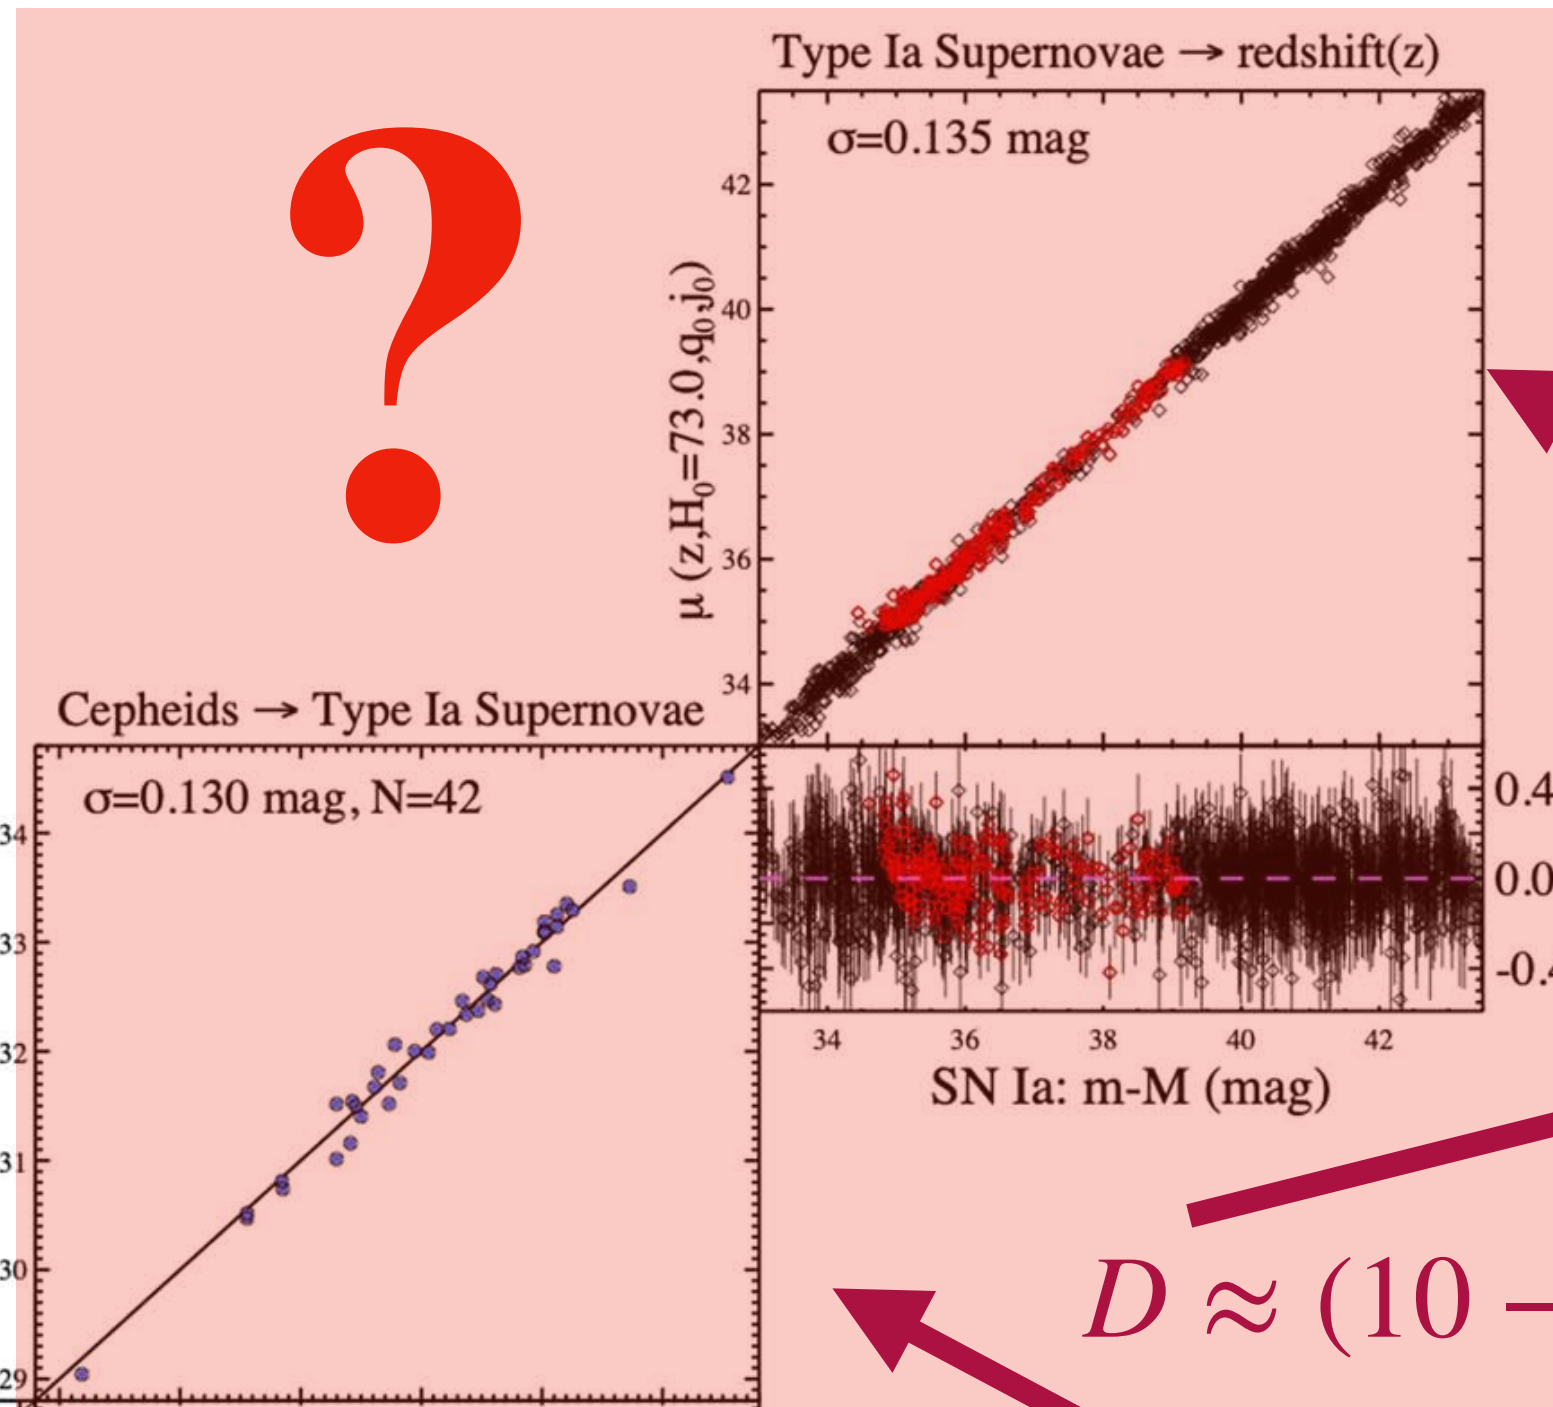 ?
Type Ia Supernovae → redshift(z)
σ=0.135 mag
42
40
38
36
34
μ (z,H₀=73.0,q₀,j₀)
Cepheids → Type Ia Supernovae
σ=0.130 mag, N=42
34
33
32
31
30
29
0.4
0.0
-0.4
34 36 38 40 42
SN Ia: m-M (mag)
D ≈ (10 –